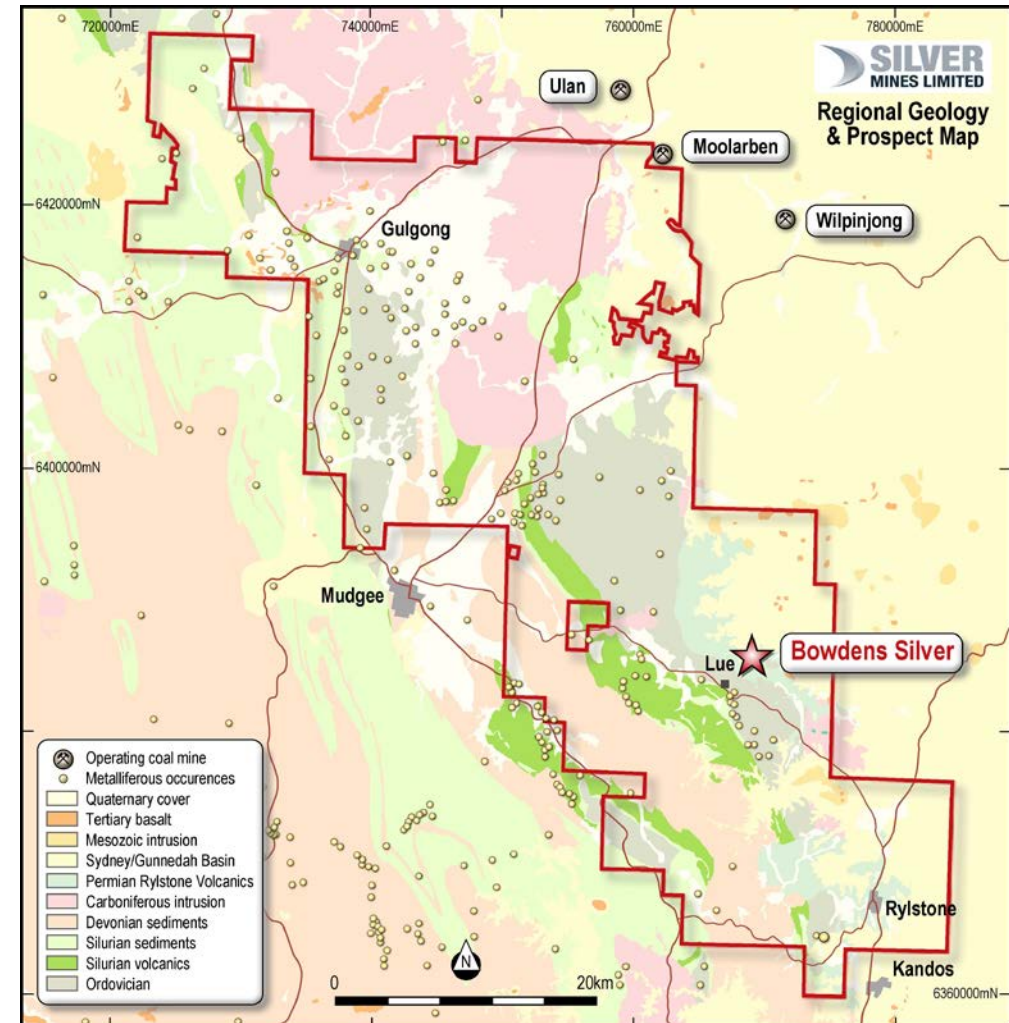 720000mE
740000mE
760000mE
780000mE
SILVER
MINES LIMITED
Regional Geology
& Prospect Map
Ulan
Moolarben
6420000mN
Wilpinjong
Gulgong
6400000mN
Mudgee
Lue
Bowdens Silver
Operating coal mine
Metalliferous occurences
Quaternary cover
Tertiary basalt
Mesozoic intrusion
Sydney/Gunnedah Basin
Permian Rylstone Volcanics
Carboniferous intrusion
Devonian sediments
Silurian sediments
Silurian volcanics
Ordovician
Rylstone
Kandos
N
0
20km
6360000mN